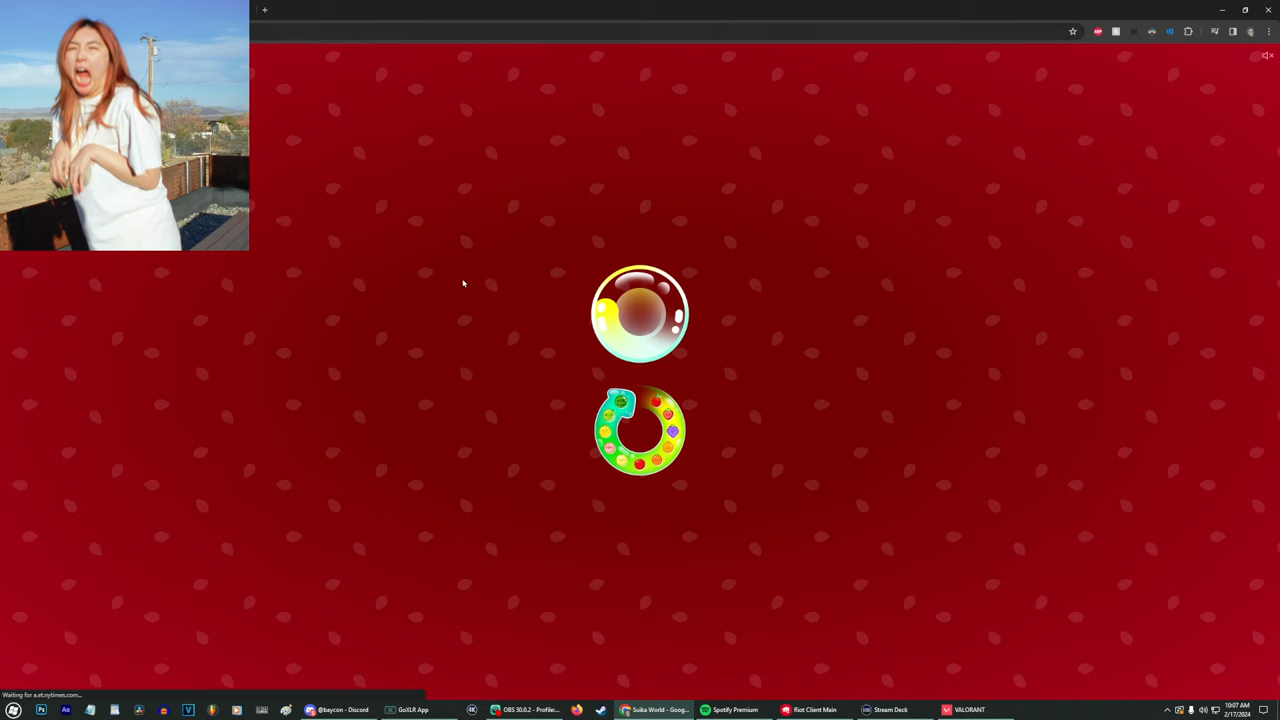 Waiting for a.et.nytimes.com...
@baycon - Discord
GoXLR App
OBS 30.0.2 - Profile:...
Suika World - Goog...
Spotify Premium
Riot Client Main
Stream Deck
VALORANT
10:07 AM
2/17/2024